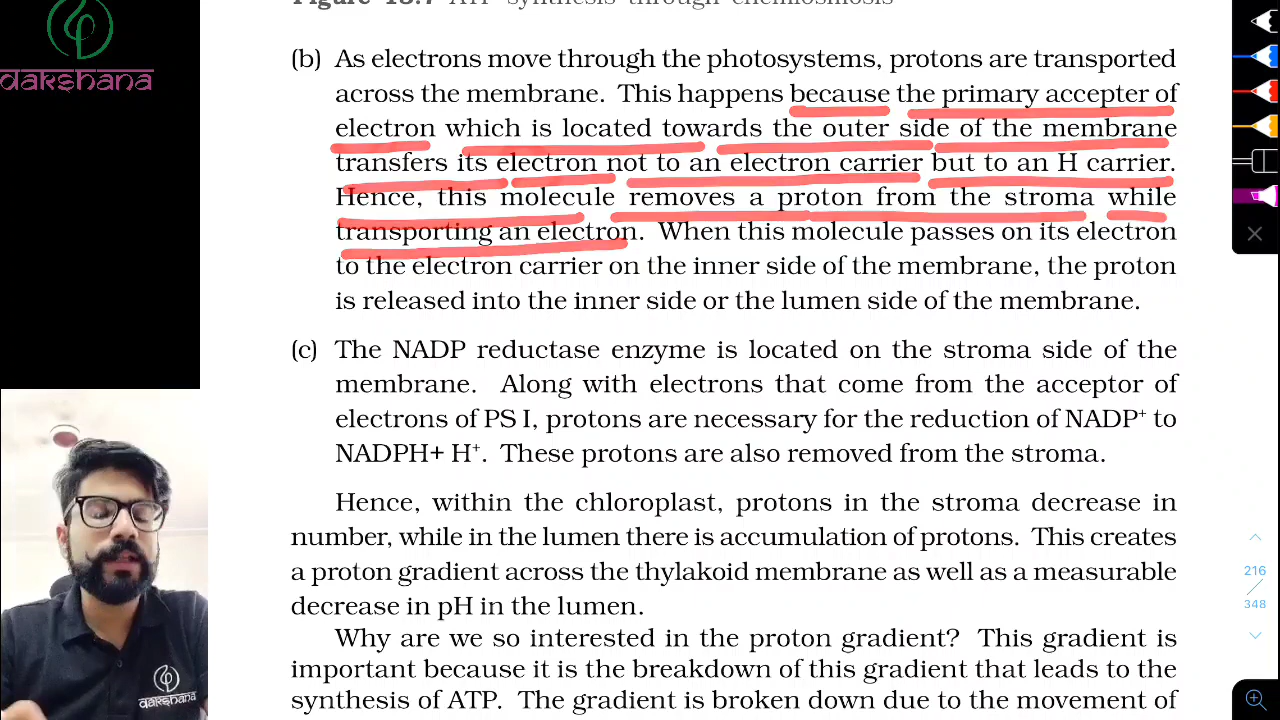 Figure 13.7 ATP synthesis through chemiosmosis
dakshana
(b) As electrons move through the photosystems, protons are transported
across the membrane. This happens because the primary accepter of
electron which is located towards the outer side of the membrane
transfers its electron not to an electron carrier but to an H carrier.
Hence, this molecule removes a proton from the stroma while
transporting an electron. When this molecule passes on its electron
to the electron carrier on the inner side of the membrane, the proton
is released into the inner side or the lumen side of the membrane.
(c) The NADP reductase enzyme is located on the stroma side of the
membrane. Along with electrons that come from the acceptor of
electrons of PS I, protons are necessary for the reduction of NADP⁺ to
NADPH+ H⁺. These protons are also removed from the stroma.
Hence, within the chloroplast, protons in the stroma decrease in
number, while in the lumen there is accumulation of protons. This creates
a proton gradient across the thylakoid membrane as well as a measurable
decrease in pH in the lumen.
Why are we so interested in the proton gradient? This gradient is
important because it is the breakdown of this gradient that leads to the
synthesis of ATP. The gradient is broken down due to the movement of
216
348
dakshana